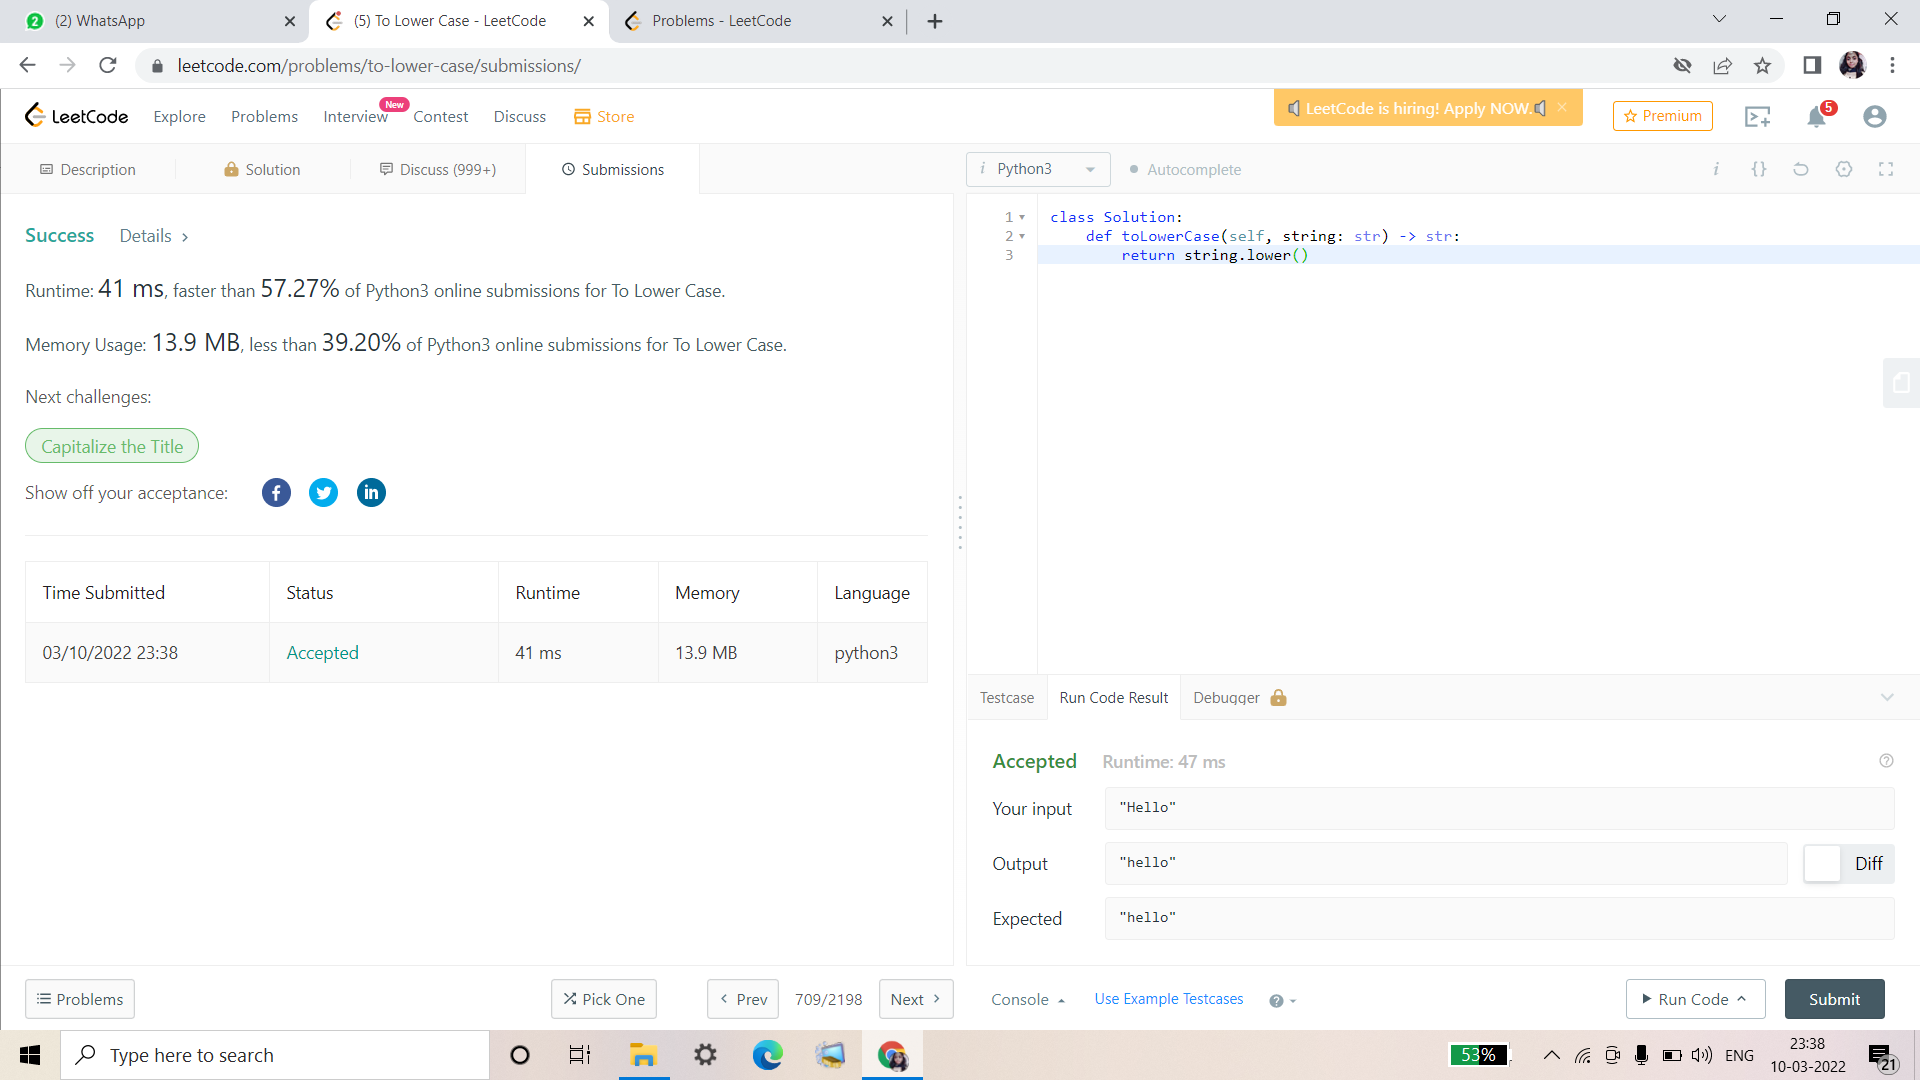 (2) WhatsApp
(5) To Lower Case - LeetCode
Problems - LeetCode
leetcode.com/problems/to-lower-case/submissions/
LeetCode
Explore
Problems
Interview
New
Contest
Discuss
Store
LeetCode is hiring! Apply NOW.
Premium
5
Description
Solution
Discuss (999+)
Submissions
Python3
Autocomplete
Success
Details
Runtime: 41 ms, faster than 57.27% of Python3 online submissions for To Lower Case.
Memory Usage: 13.9 MB, less than 39.20% of Python3 online submissions for To Lower Case.
Next challenges:
Capitalize the Title
Show off your acceptance:
Time Submitted Status Runtime Memory Language
03/10/2022 23:38 Accepted 41 ms 13.9 MB python3
1 class Solution:
2 def toLowerCase(self, string: str) -> str:
3 return string.lower()
Testcase
Run Code Result
Debugger
Accepted Runtime: 47 ms
Your input "Hello"
Output "hello"
Diff
Expected "hello"
Problems
Pick One
Prev
709/2198
Next
Console
Use Example Testcases
Run Code
Submit
Type here to search
53%
ENG
23:38
10-03-2022
21